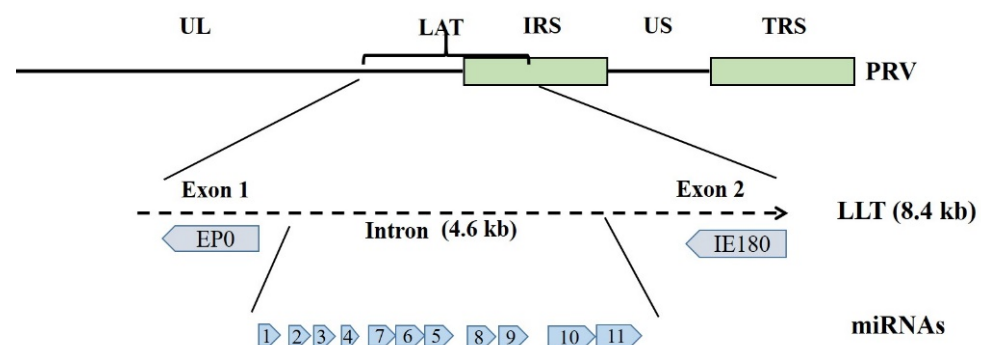 UL LAT IRS US TRS
PRV
Exon 1 Exon 2
LLT (8.4 kb)
EP0 Intron (4.6 kb) IE180
miRNAs
1 2 3 4 7 6 5 8 9 10 11